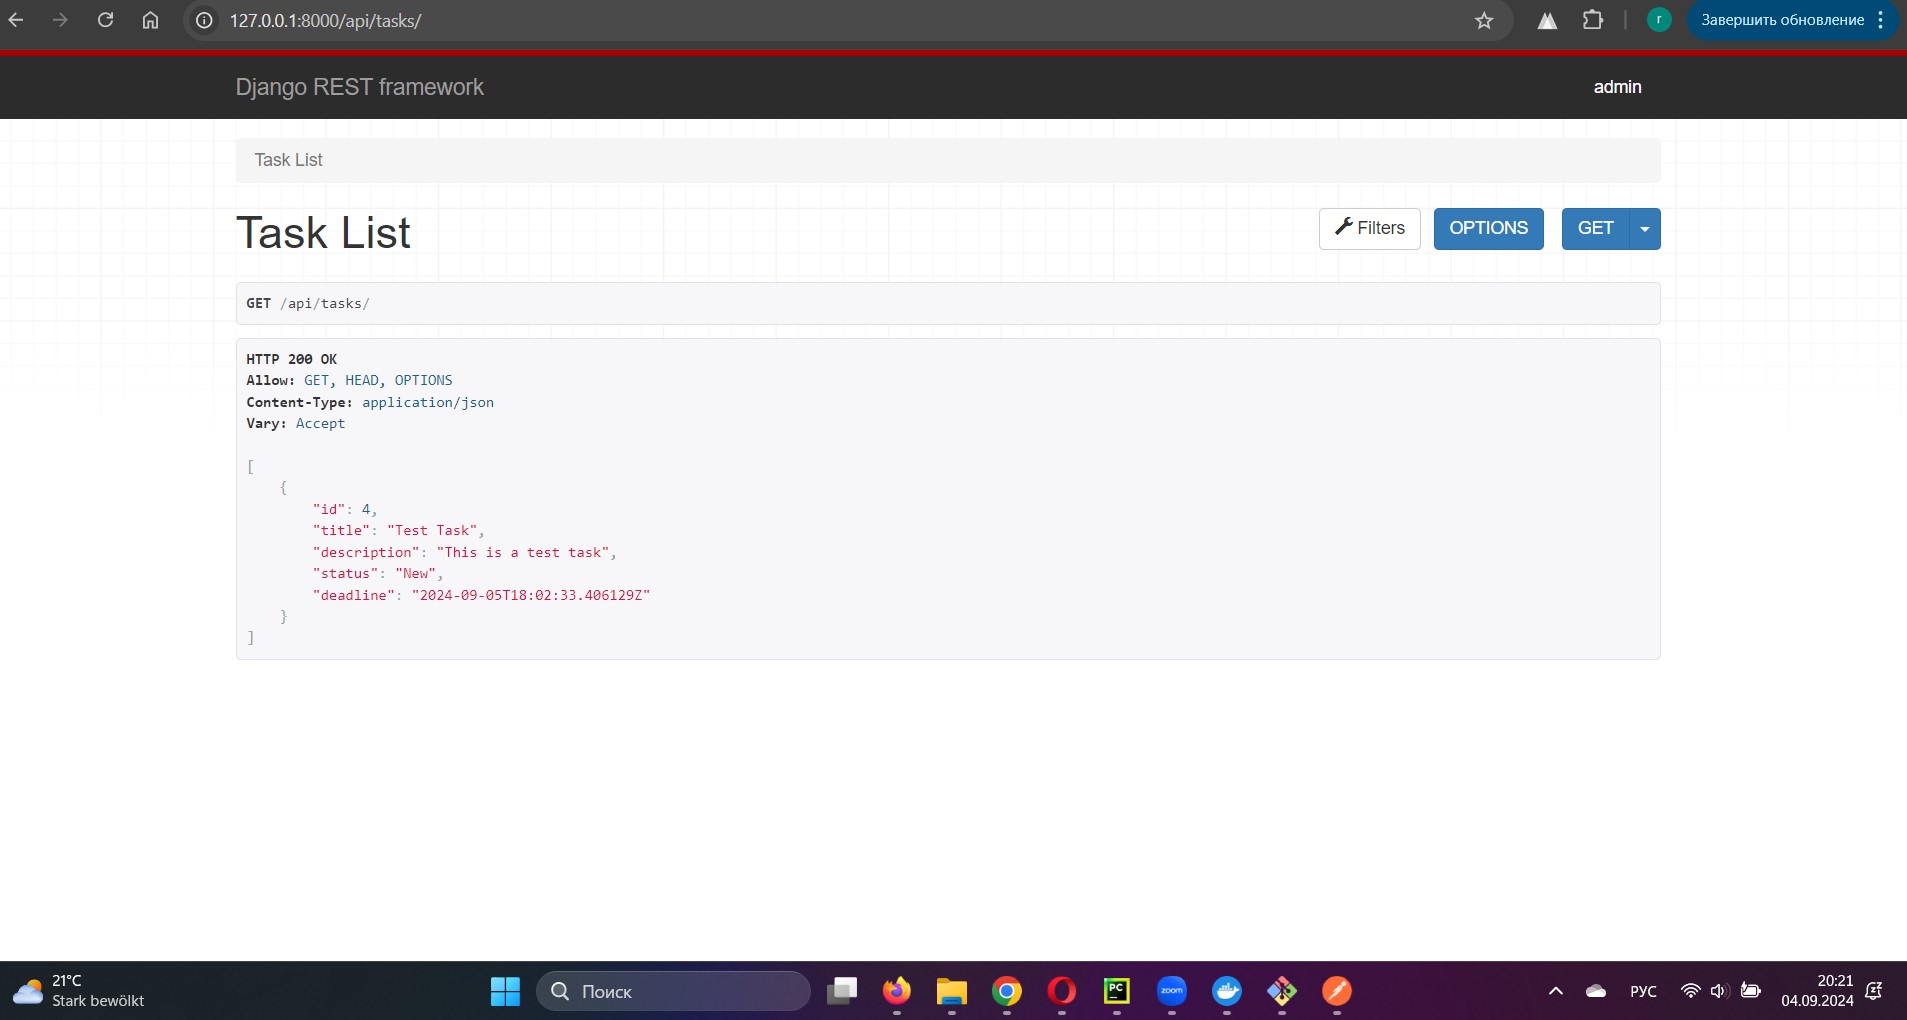 127.0.0.1:8000/api/tasks/
r
Завершить обновление
Django REST framework
admin
Task List
Task List
Filters
OPTIONS
GET
GET /api/tasks/
HTTP 200 OK
Allow: GET, HEAD, OPTIONS
Content-Type: application/json
Vary: Accept
[
    {
        "id": 4,
        "title": "Test Task",
        "description": "This is a test task",
        "status": "New",
        "deadline": "2024-09-05T18:02:33.406129Z"
    }
]
21°C
Stark bewölkt
Поиск
PC
zoom
РУС
20:21
04.09.2024